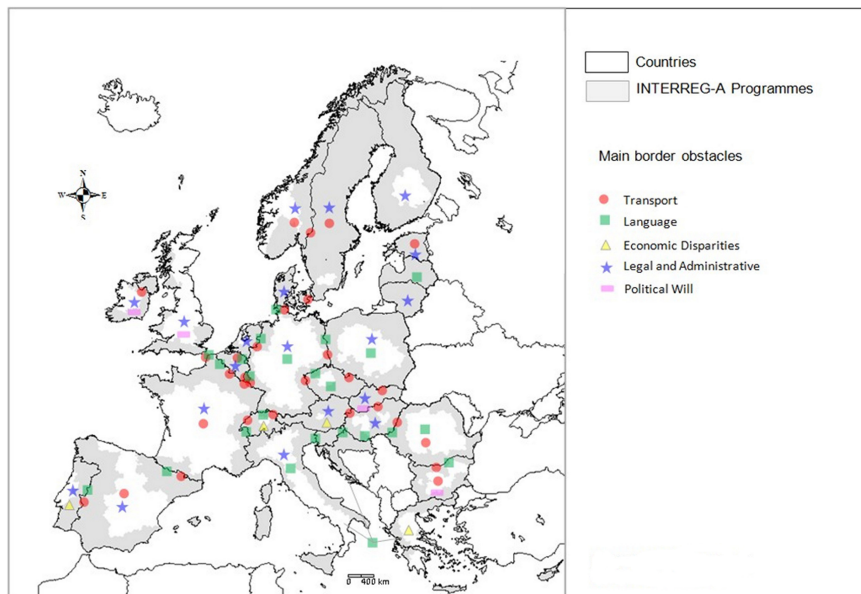 Countries
INTERREG-A Programmes
Main border obstacles
N
W E
S
Transport
Language
Economic Disparities
Legal and Administrative
Political Will
0 400 km